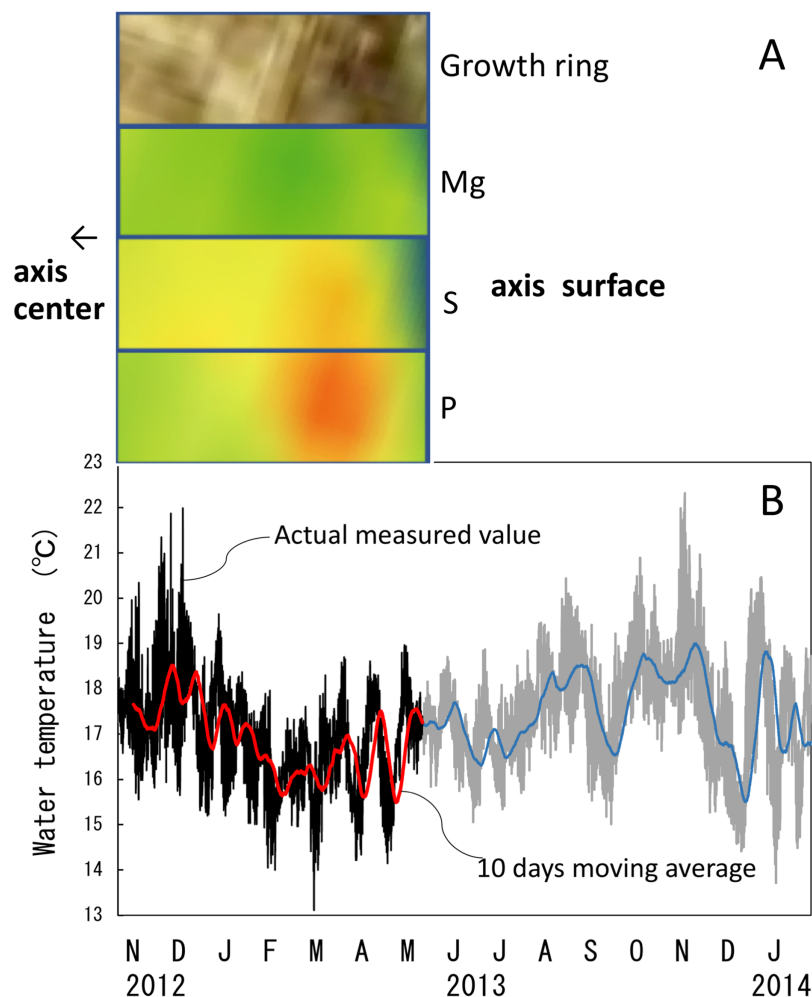 A
Growth ring
Mg
←
axis
center
axis surface
S
P
B
23
22
21
20
19
18
17
16
15
14
13
Water temperature (℃)
Actual measured value
10 days moving average
N D J F M A M J J A S O N D J
2012 2013 2014